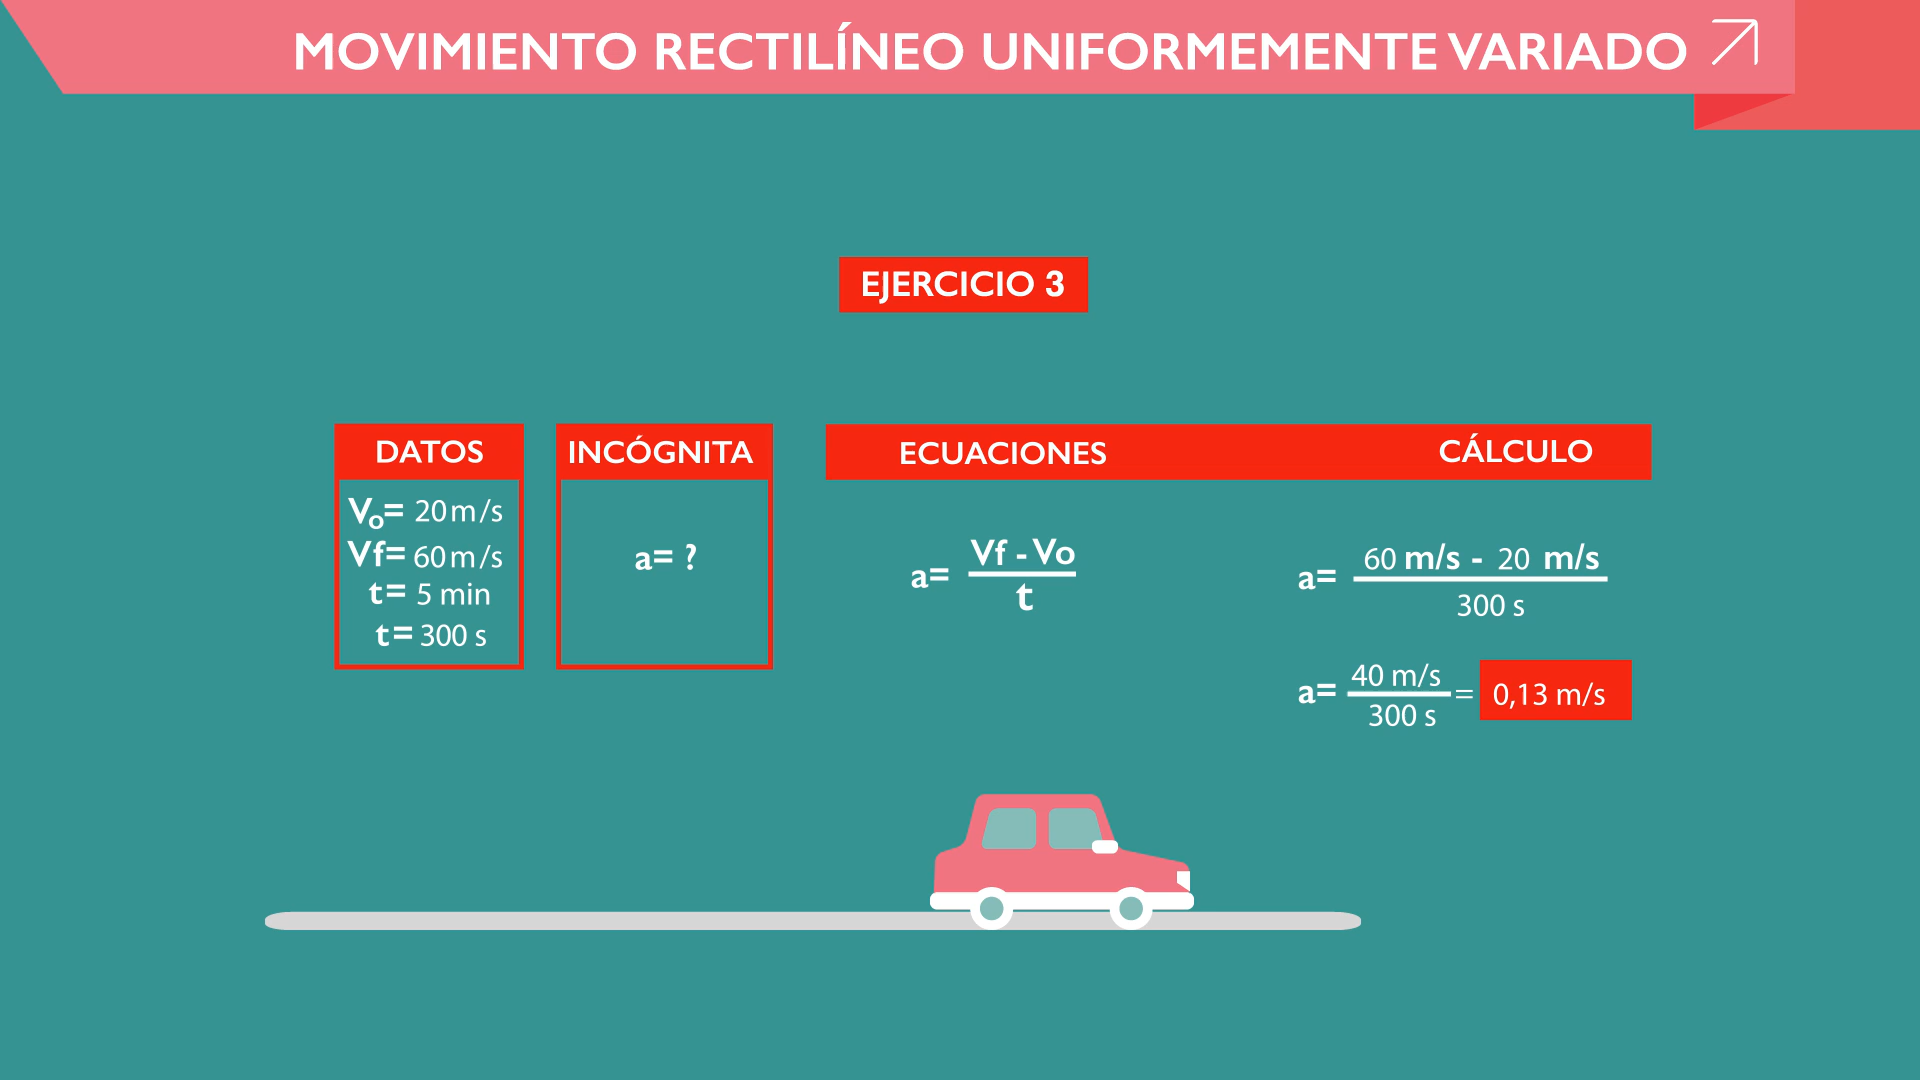 MOVIMIENTO RECTILÍNEO UNIFORMEMENTE VARIADO
EJERCICIO 3
DATOS
Vo= 20 m/s
Vf= 60 m/s
t= 5 min
t= 300 s
INCÓGNITA
a= ?
ECUACIONES
a= Vf - Vo
t
CÁLCULO
a= 60 m/s - 20 m/s
300 s
a= 40 m/s = 0,13 m/s
300 s